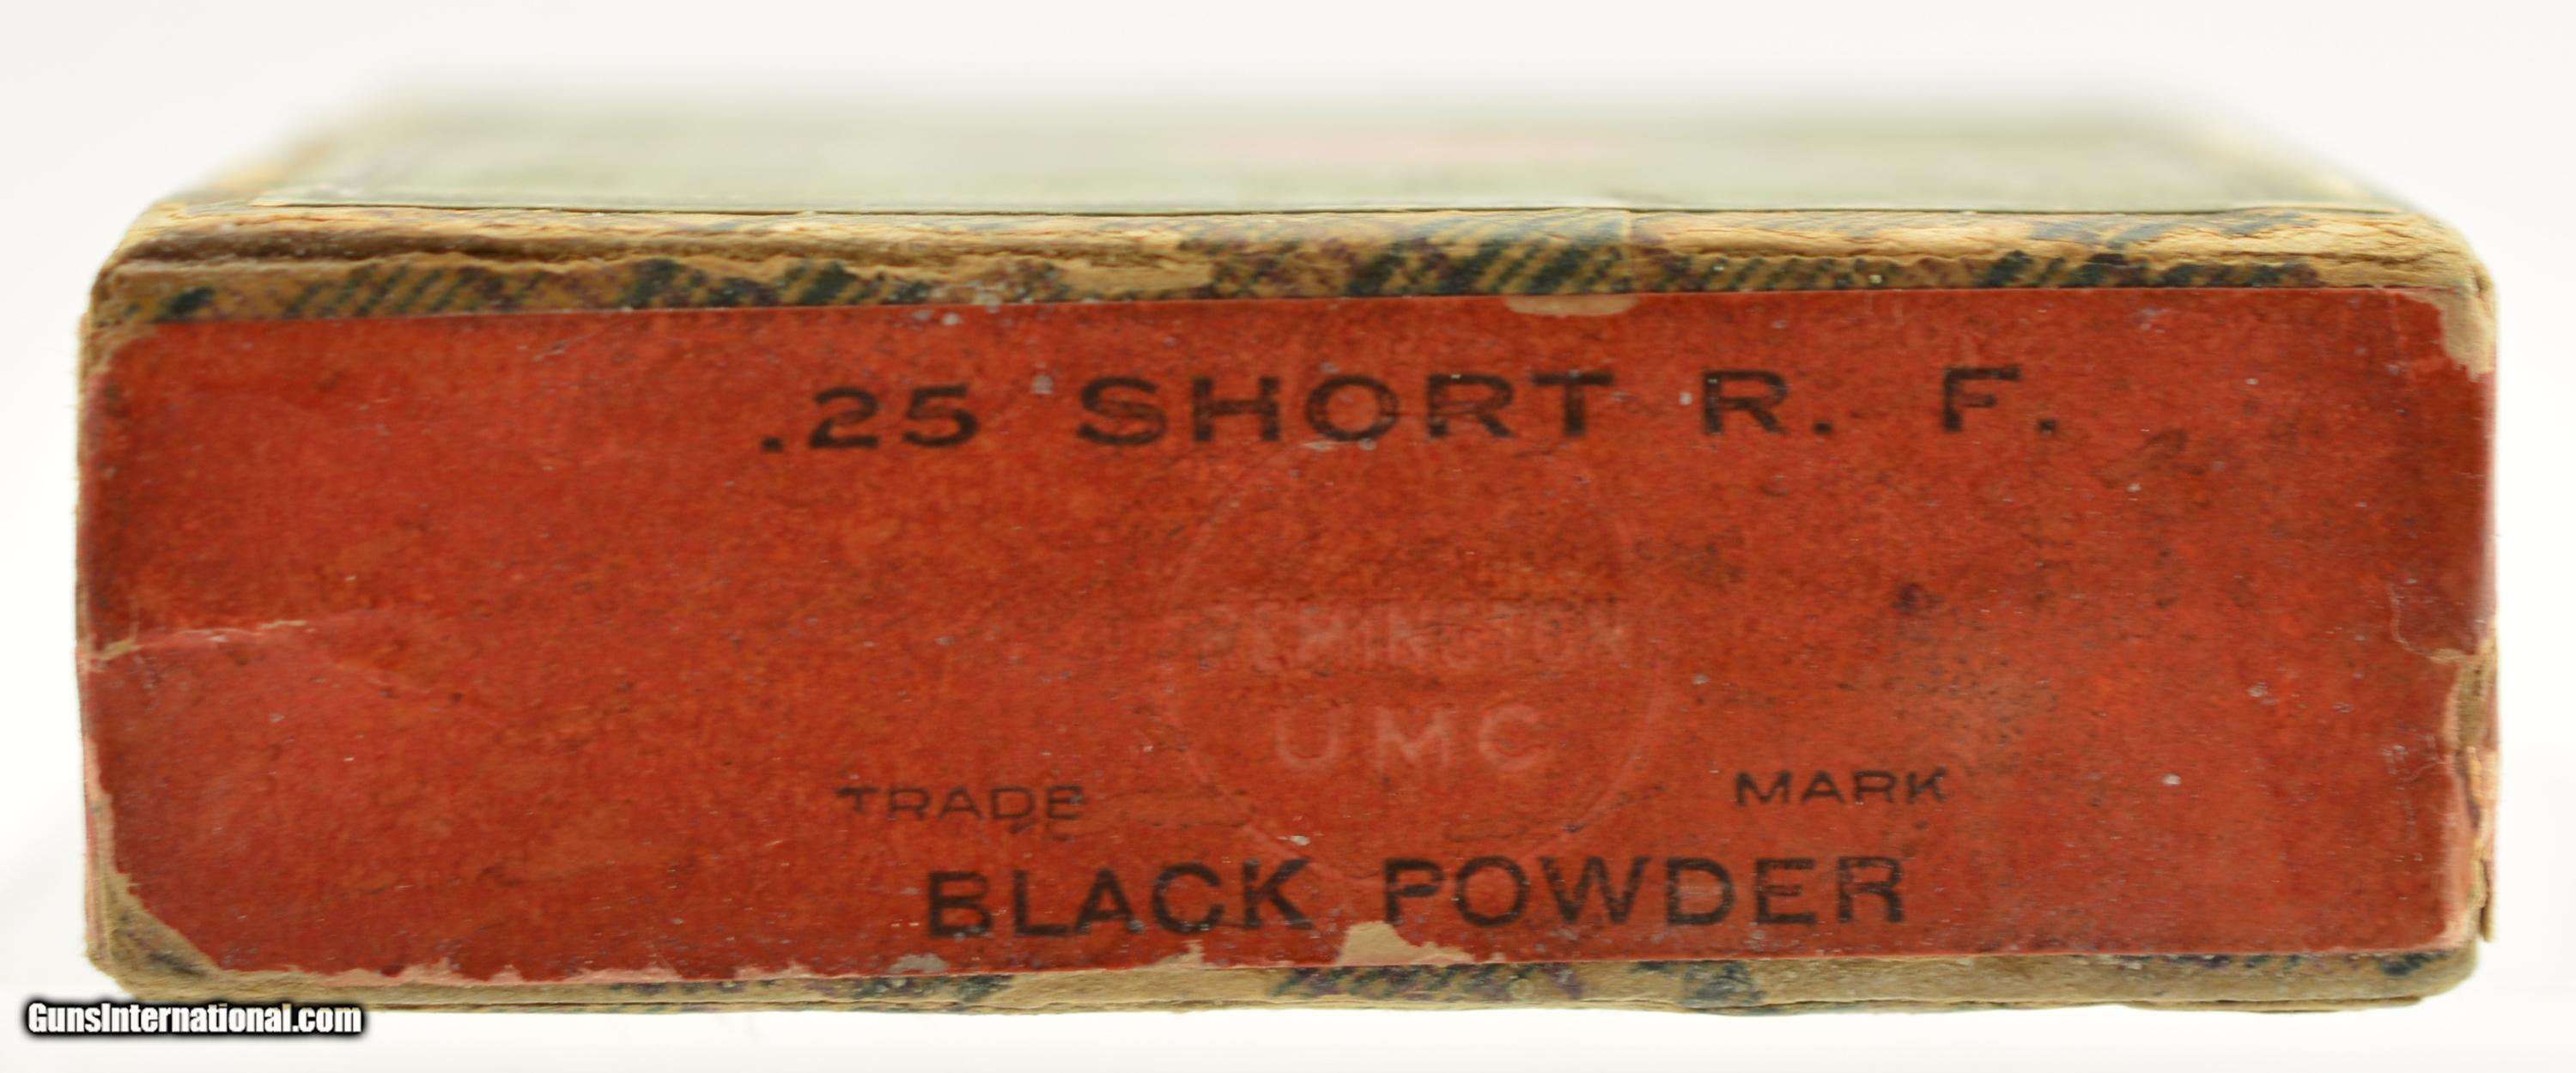 .25 SHORT R. F.
REMINGTON
UMC
TRADE MARK
BLACK POWDER
GunsInternational.com